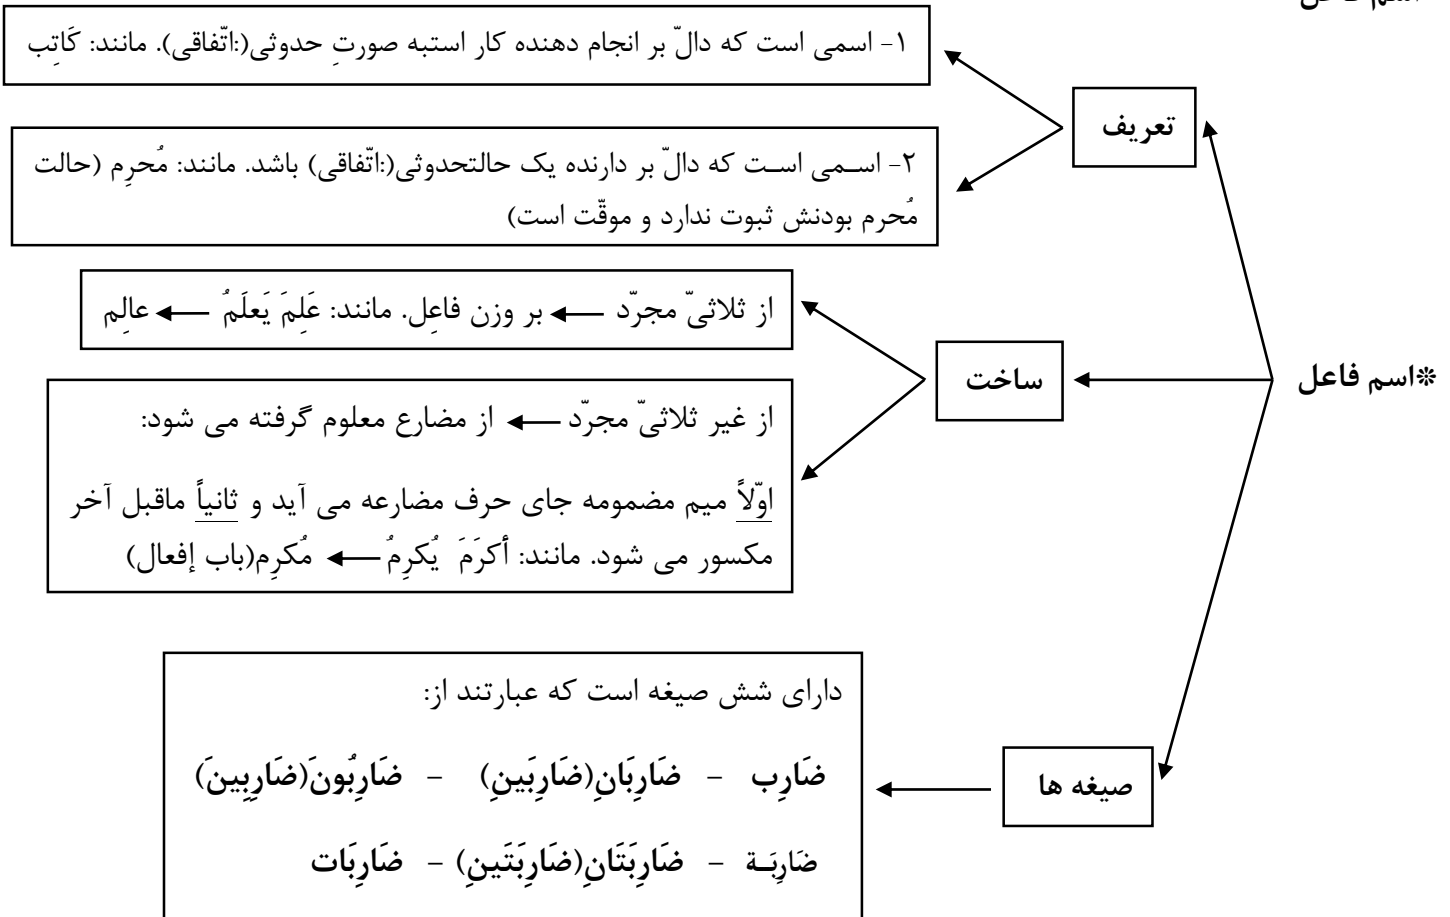 ۱- اسمی است که دالّ بر انجام دهنده کار استبه صورتِ حدوثی(:اتّفاقی). مانند: کَاتِب
تعریف
۲- اسمی است که دالّ بر دارنده یک حالتحدوثی(:اتّفاقی) باشد. مانند: مُحرِم (حالت
مُحرم بودنش ثبوت ندارد و موقّت است)
از ثلاثیّ مجرّد ← بر وزن فاعِل. مانند: عَلِمَ یَعلَمُ ← عالِم
*اسم فاعل
ساخت
از غیر ثلاثیّ مجرّد ← از مضارع معلوم گرفته می شود:
اوّلاً میم مضمومه جای حرف مضارعه می آید و ثانیاً ماقبل آخر
مکسور می شود. مانند: أکرَمَ یُکرِمُ ← مُکرِم(باب إفعال)
دارای شش صیغه است که عبارتند از:
صیغه ها
ضَارِب - ضَارِبَانِ(ضَارِبَینِ) - ضَارِبُونَ(ضَارِبِینَ)
ضَارِبَـة - ضَارِبَتَانِ(ضَارِبَتَینِ) - ضَارِبَات